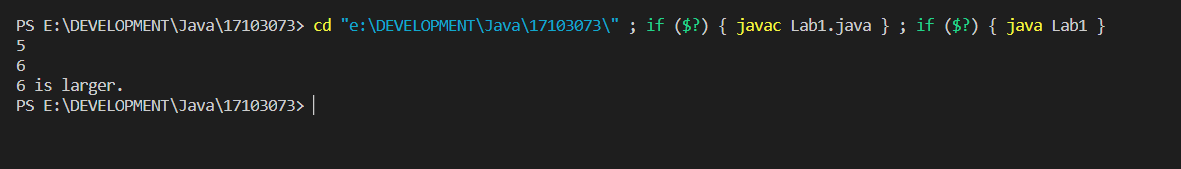 PS E:\DEVELOPMENT\Java\17103073> cd "e:\DEVELOPMENT\Java\17103073\" ; if ($?) { javac Lab1.java } ; if ($?) { java Lab1 }
5
6
6 is larger.
PS E:\DEVELOPMENT\Java\17103073>